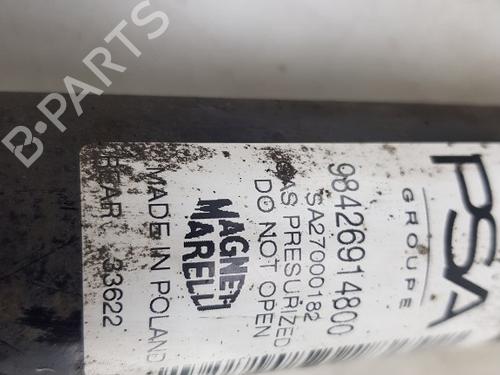 PSA
GROUPE
98426914800
SA27000182
GAS PRESURIZED
DO NOT OPEN
MAGNETI
MARELLI
MADE IN POLAND
REAR 33622
B-PARTS